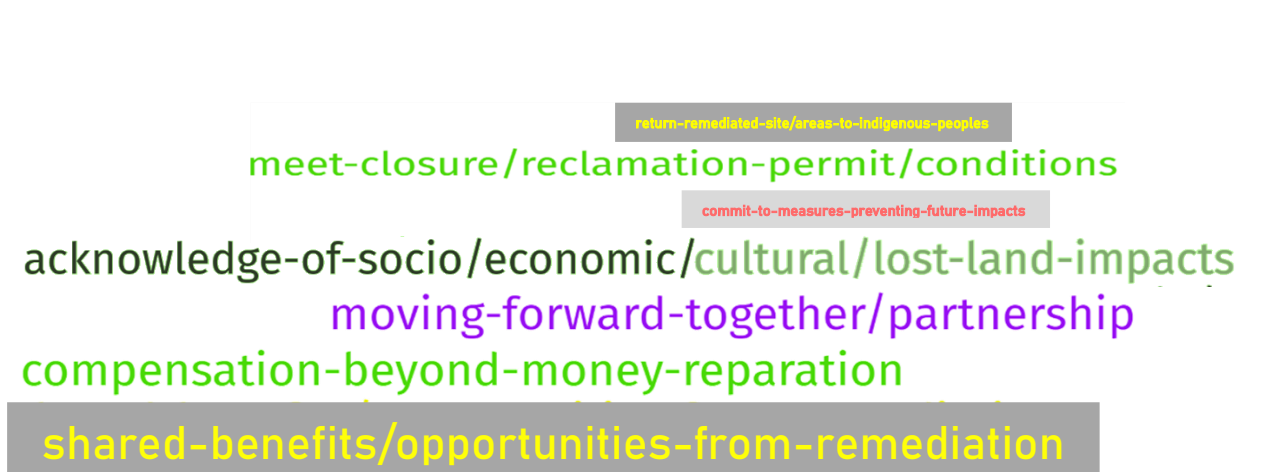 return-remediated-site/areas-to-indigenous-peoples
meet-closure/reclamation-permit/conditions
commit-to-measures-preventing-future-impacts
acknowledge-of-socio/economic/cultural/lost-land-impacts
moving-forward-together/partnership
compensation-beyond-money-reparation
shared-benefits/opportunities-from-remediation